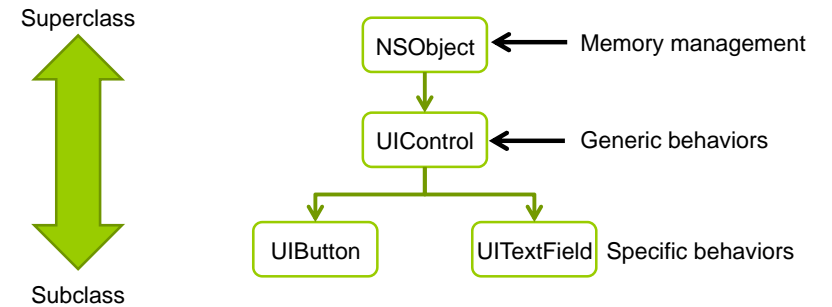 Superclass
NSObject
Memory management
UIControl
Generic behaviors
UIButton
UITextField
Specific behaviors
Subclass